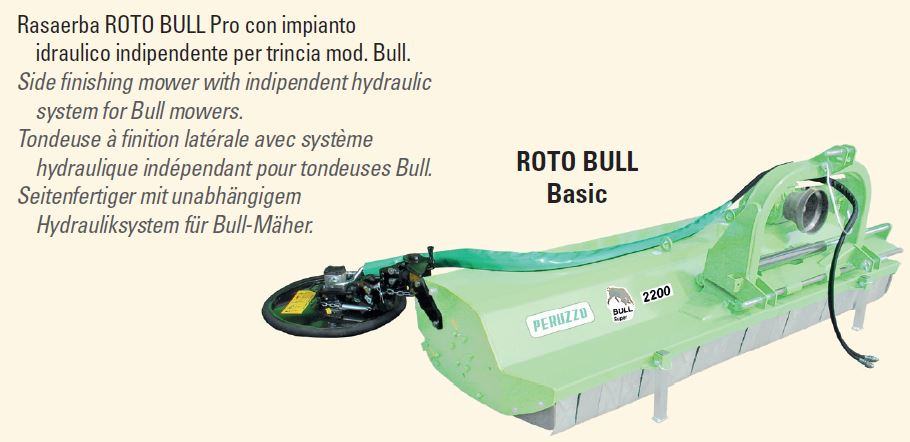 Rasaerba ROTO BULL Pro con impianto
idraulico indipendente per trincia mod. Bull.
Side finishing mower with indipendent hydraulic
system for Bull mowers.
Tondeuse à finition latérale avec système
hydraulique indépendant pour tondeuses Bull.
Seitenfertiger mit unabhängigem
Hydrauliksystem für Bull-Mäher.
ROTO BULL
Basic
PERUZZO
BULL
Super
2200